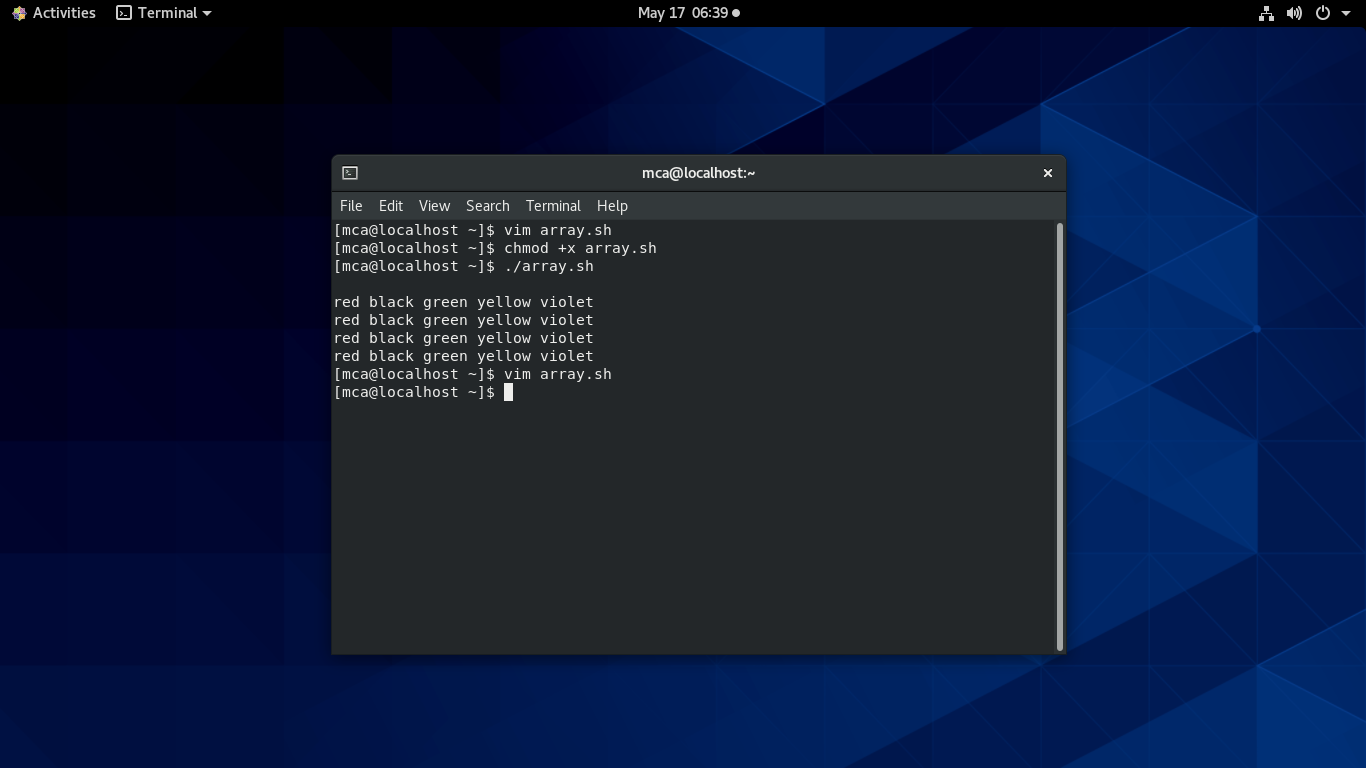 Activities Terminal May 17 06:39
mca@localhost:~
File Edit View Search Terminal Help
[mca@localhost ~]$ vim array.sh
[mca@localhost ~]$ chmod +x array.sh
[mca@localhost ~]$ ./array.sh
red black green yellow violet
red black green yellow violet
red black green yellow violet
red black green yellow violet
[mca@localhost ~]$ vim array.sh
[mca@localhost ~]$